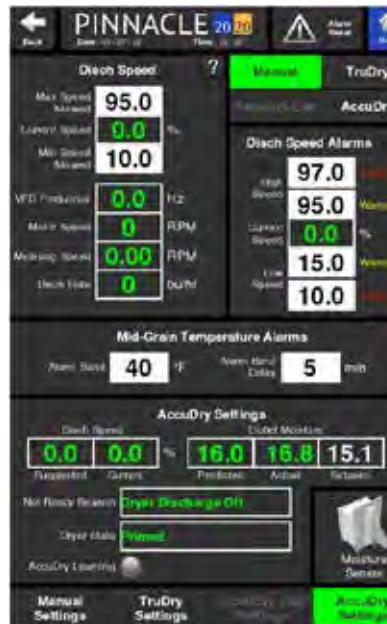 PINNACLE 20 20
Back
Alarm Reset
Disch Speed
?
Manual
TruDry
Max Speed Allowed 95.0
AccuDr
Current Speed 0.0 %
Min Speed Allowed 10.0
Disch Speed Alarms
High Speed
97.0
95.0
VFD Frequency 0.0 Hz
Current Speed 0.0 %
Motor Speed 0 RPM
Low Speed
15.0
Metering Speed 0.00 RPM
10.0
Disch Rate 0 bu/hr
Mid-Grain Temperature Alarms
Alarm Band 40 °F
Alarm Band Delay 5 min
AccuDry Settings
Disch Speed
Outlet Moisture
0.0 0.0 % 16.0 16.8 15.1
Suggested Current Predicted Actual Setpoint
Not Ready Reason Dryer Discharge Off
Dryer State Primed
AccuDry Learning
Moisture Sensor
Manual Settings
TruDry Settings
AccuDry Settings